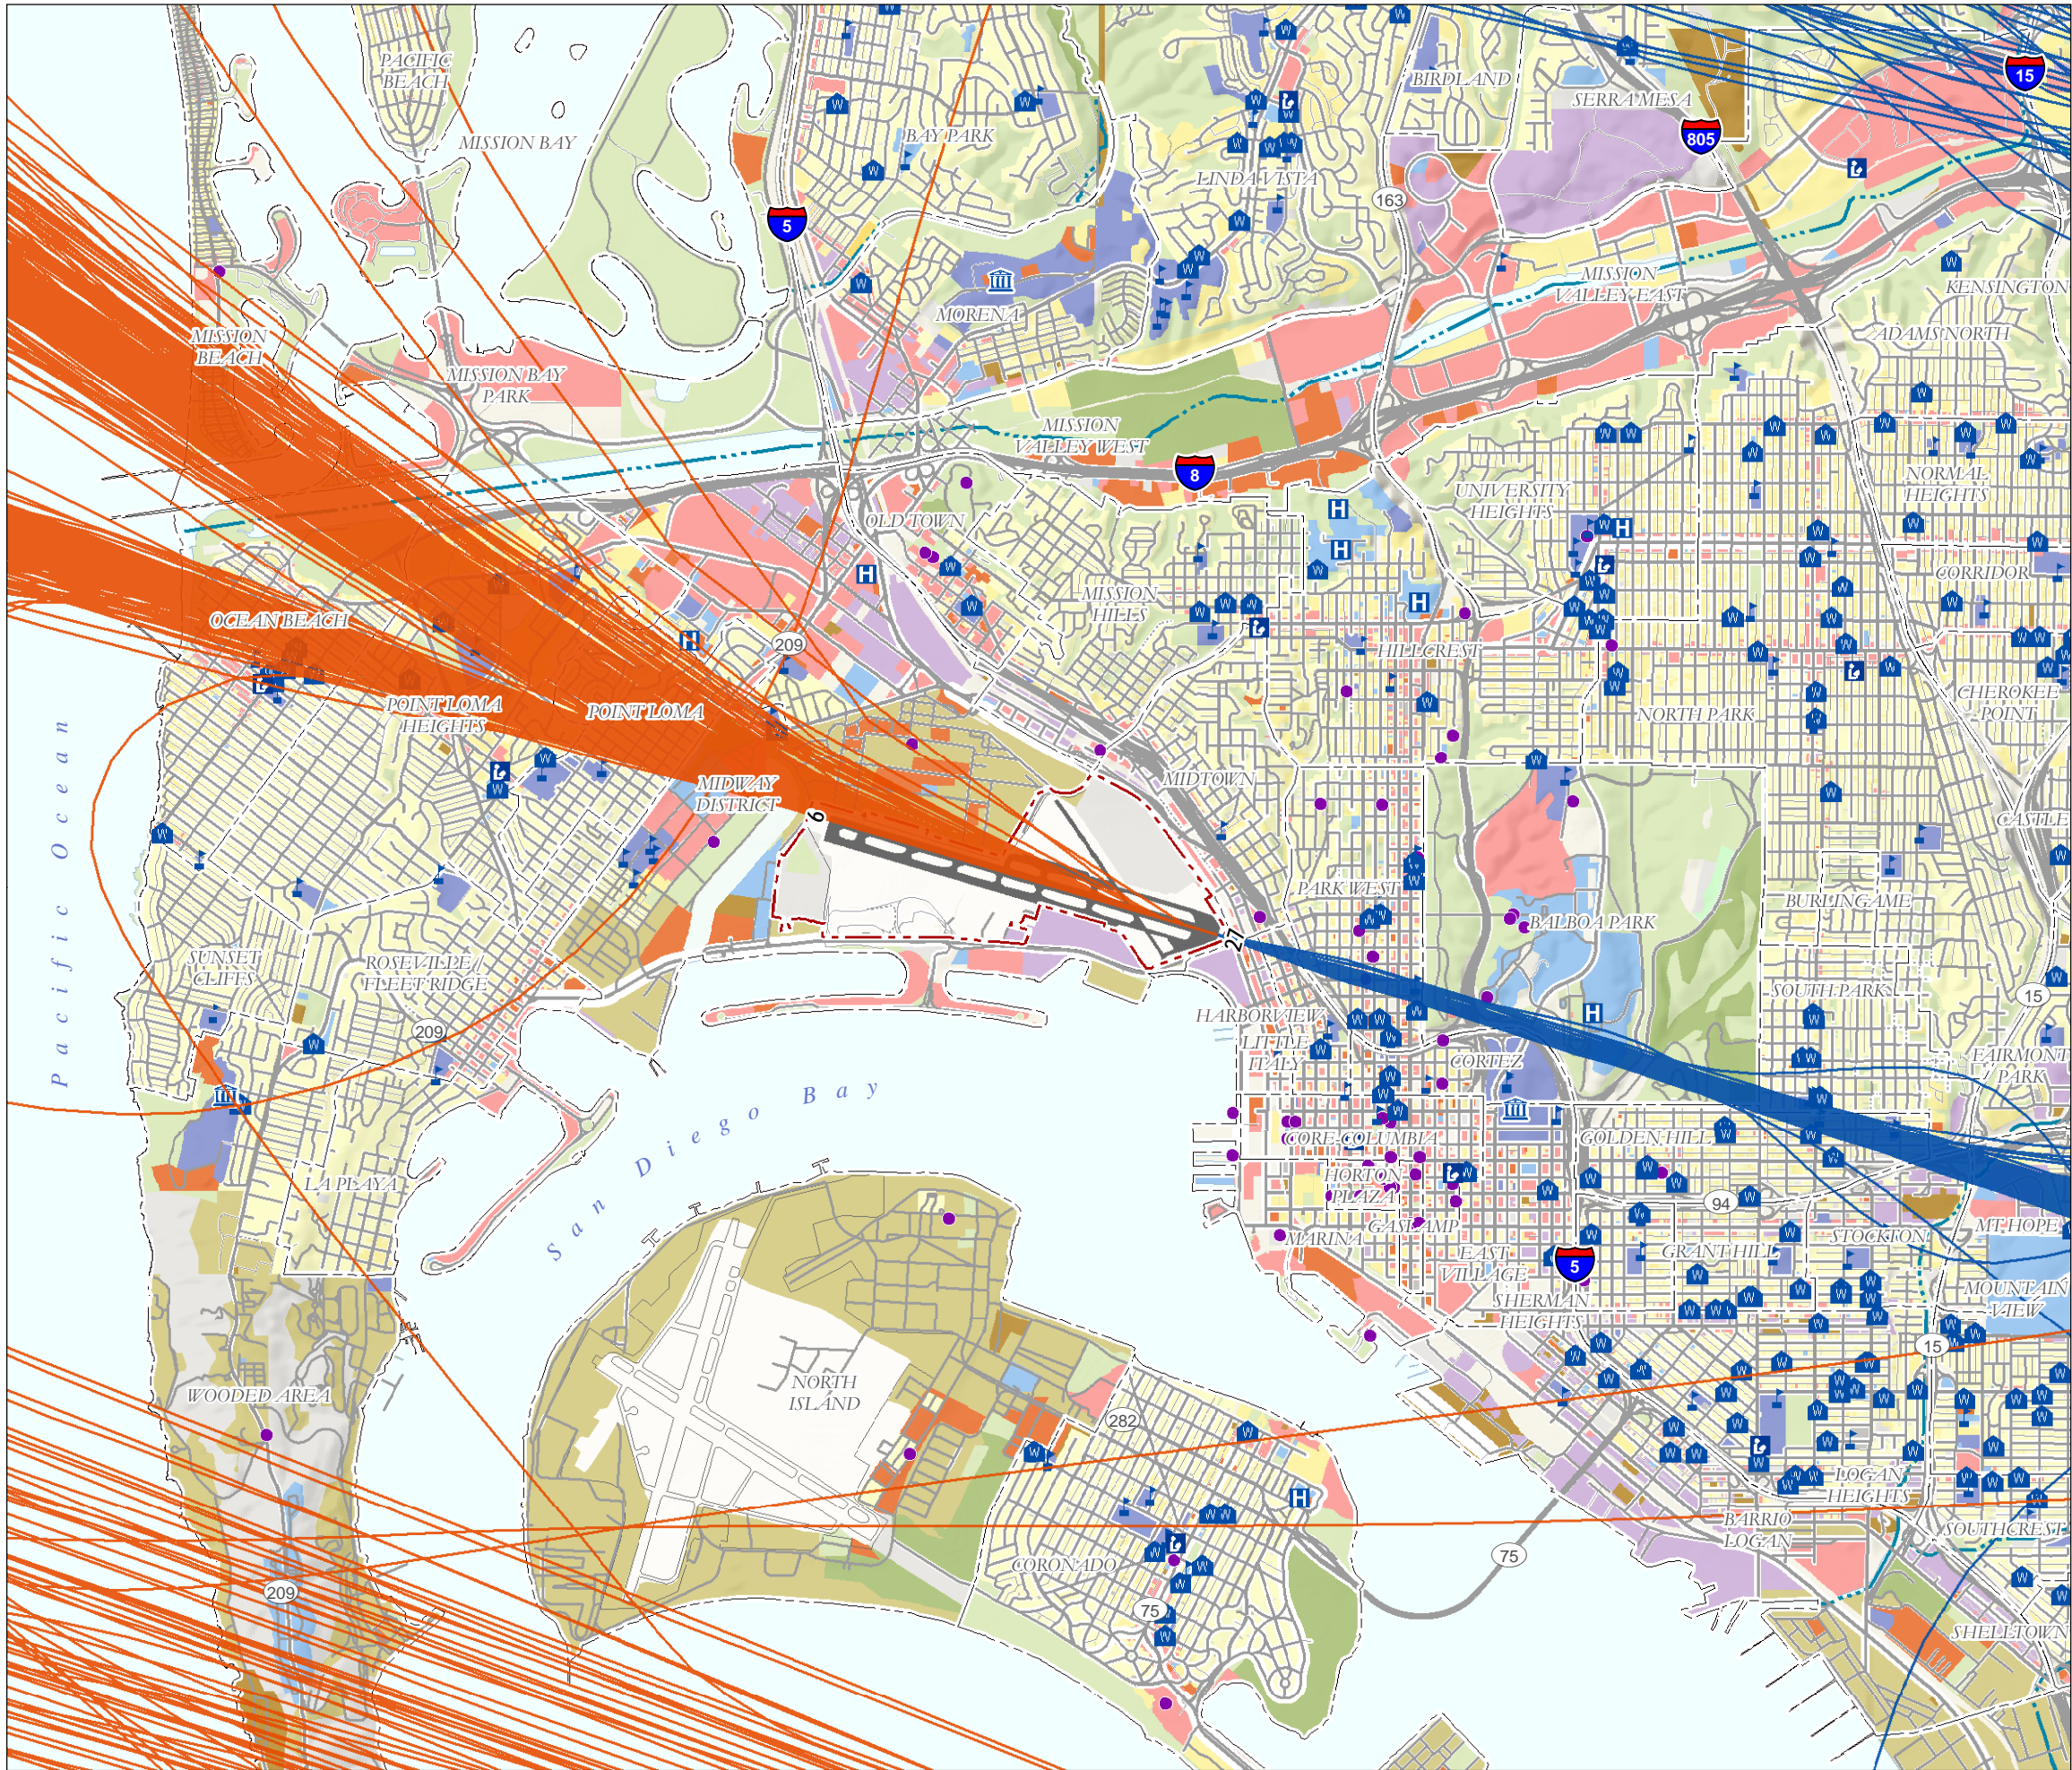 PACIFIC
BEACH
MISSION BAY
BAY PARK
LINDA VISTA
BIRDLAND
SERRA MESA
15
805
163
5
MISSION
VALLEY EAST
KENSINGTON
MORENA
ADAMS NORTH
MISSION
BEACH
MISSION BAY
PARK
MISSION
VALLEY WEST
8
NORMAL
HEIGHTS
UNIVERSITY
HEIGHTS
OLD TOWN
H
H
H
H
H
H
CORRIDOR
MISSION
HILLS
OCEAN BEACH
209
HILLCREST
POINT LOMA
HEIGHTS
POINT LOMA
NORTH PARK
CHEROKEE
POINT
MIDWAY
DISTRICT
MIDTOWN
9
CASTLE
PARK WEST
BURLINGAME
BALBOA PARK
27
Pacific Ocean
SUNSET
CLIFFS
ROSEVILLE /
FLEETRIDGE
209
SOUTH PARK
15
HARBORVIEW
H
LITTLE
ITALY
CORTEZ
FAIRMONT
PARK
San Diego Bay
CORE-COLUMBIA
GOLDEN HILL
LA PLAYA
HORTON
PLAZA
94
GASLAMP
MARINA
EAST
VILLAGE
5
GRANT HILL
STOCKTON
MT HOPE
SHERMAN
HEIGHTS
MOUNTAIN
VIEW
15
WOODED AREA
NORTH
ISLAND
282
H
LOGAN
HEIGHTS
BARRIO
LOGAN
SOUTHCREST
CORONADO
75
209
75
SHELLTOWN